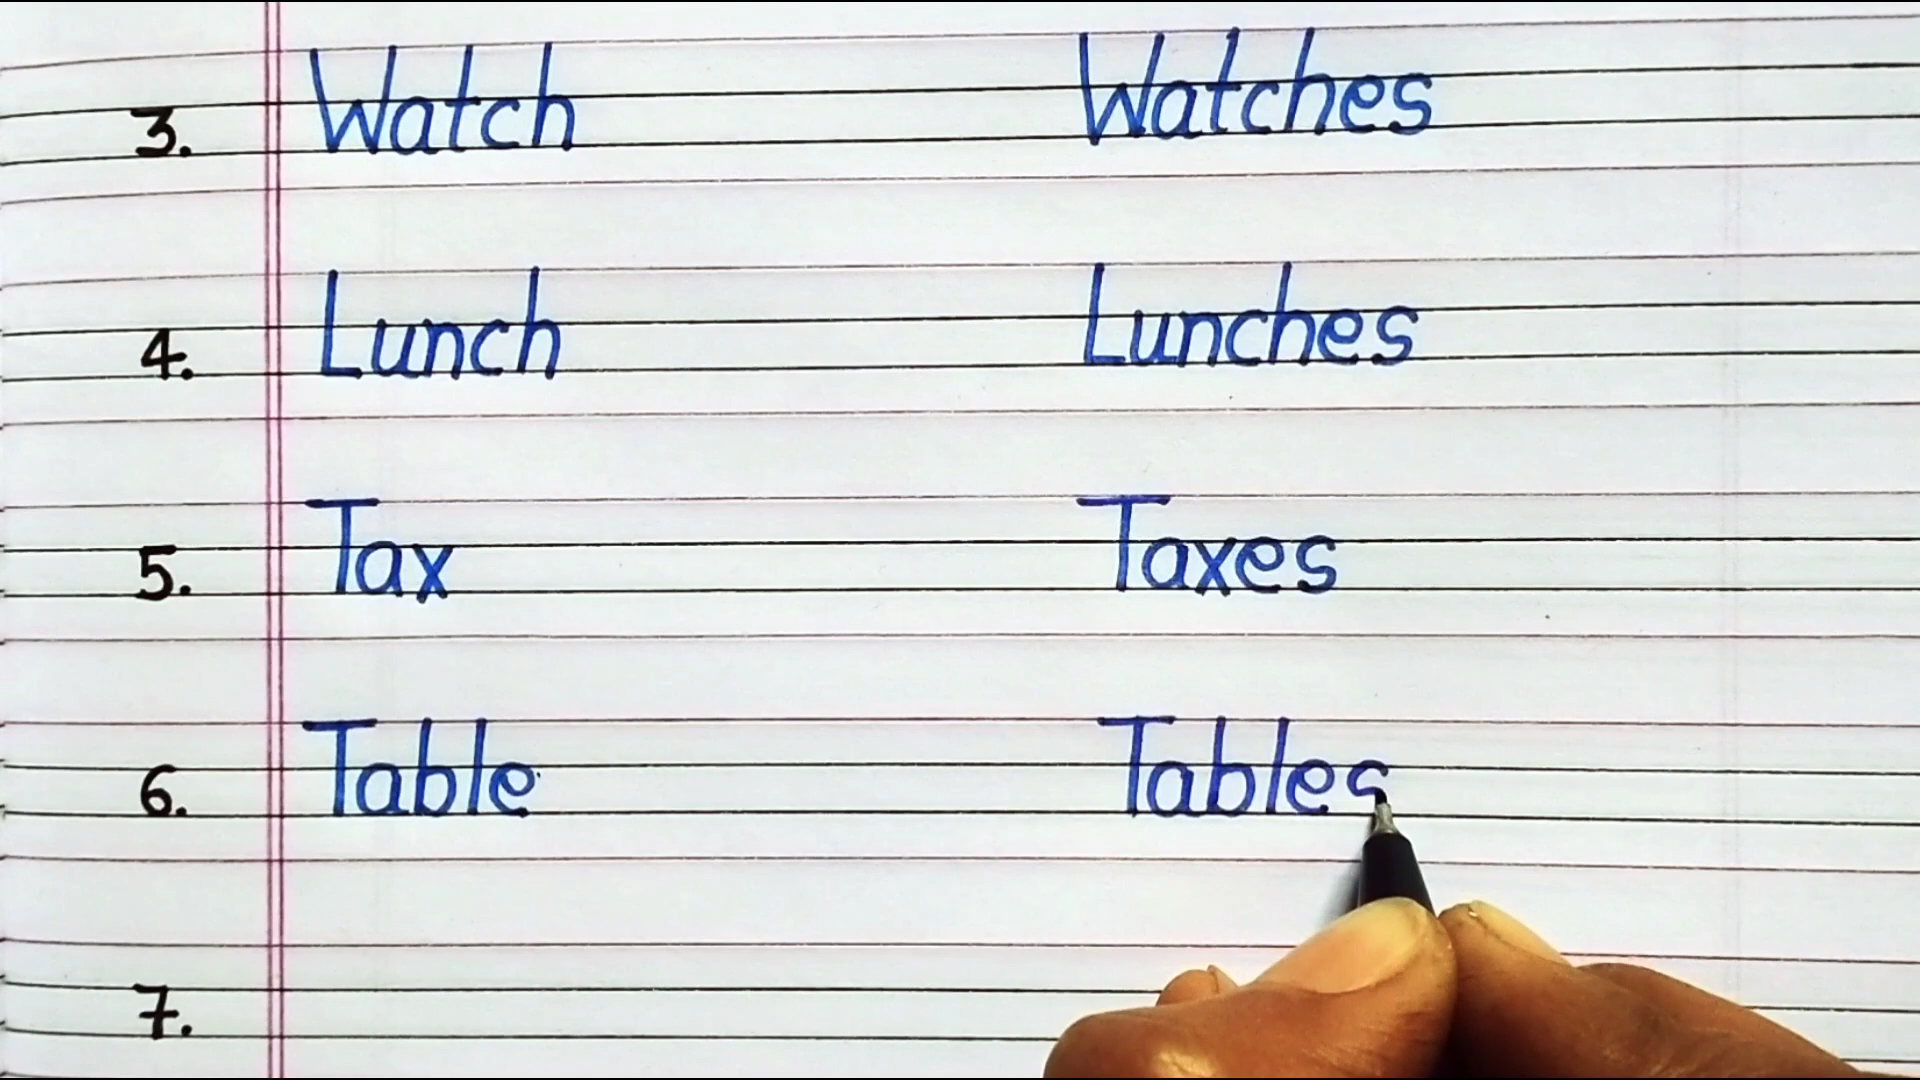 3. Watch Watches
4. Lunch Lunches
5. Tax Taxes
6. Table Tables
7.